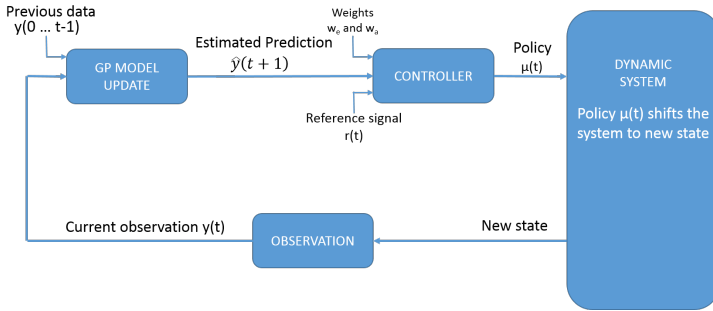 Previous data
y(0 ... t-1)
GP MODEL
UPDATE
Estimated Prediction
ŷ(t + 1)
Weights
wₑ and wₐ
CONTROLLER
Reference signal
r(t)
Policy
μ(t)
DYNAMIC
SYSTEM
Policy μ(t) shifts the
system to new state
New state
OBSERVATION
Current observation y(t)